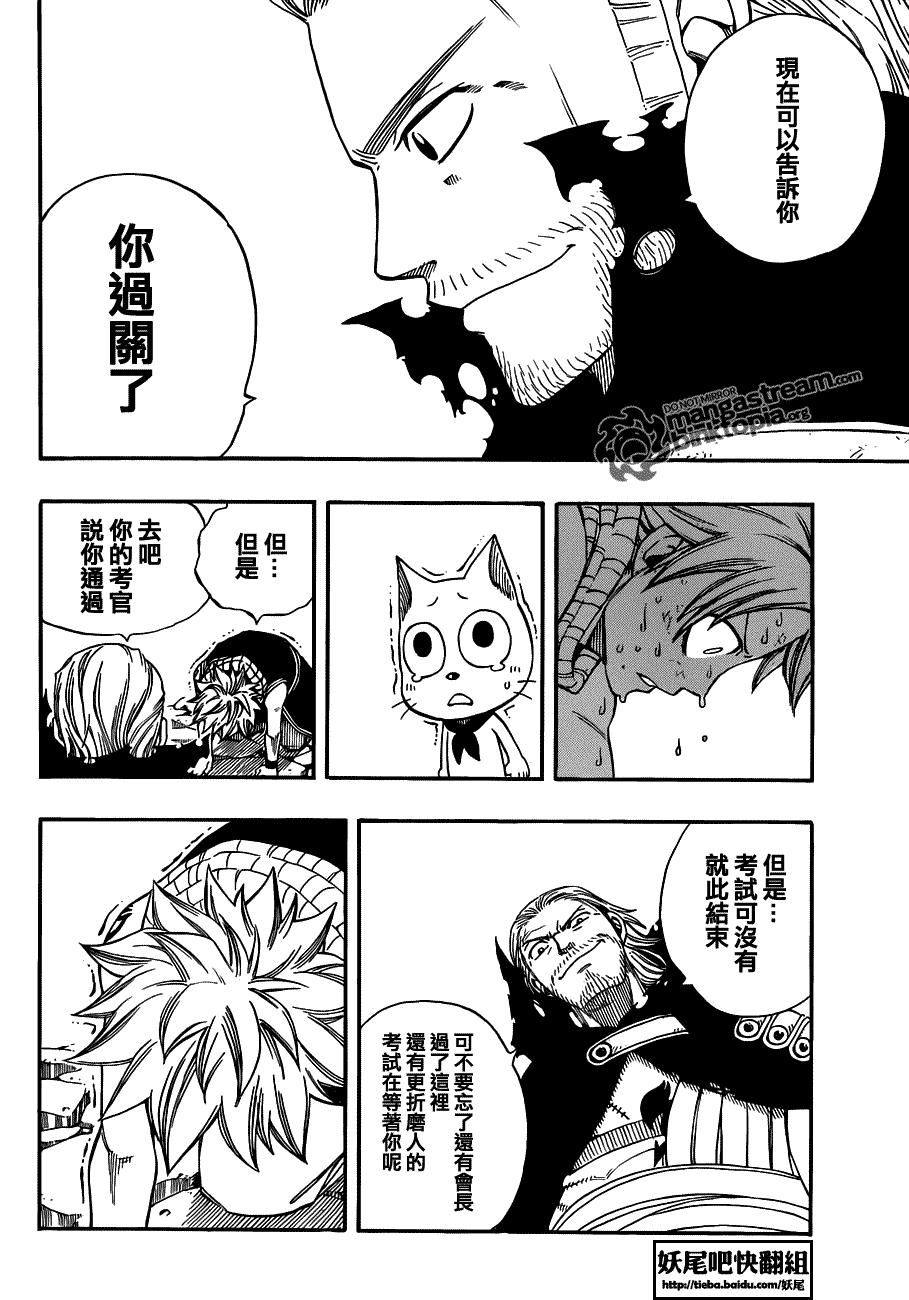 現在可以告訴你
你過關了
但…
但是
去吧
你的考官
説你通過
但是…
考試可沒有
就此結束
可不要忘了還有會長
過了這裡
還有更折磨人的
考試在等著你呢
DO NOT MIRROR
mangastream.com
binktopia.org
妖尾吧快翻組
http://tieba.baidu.com/妖尾